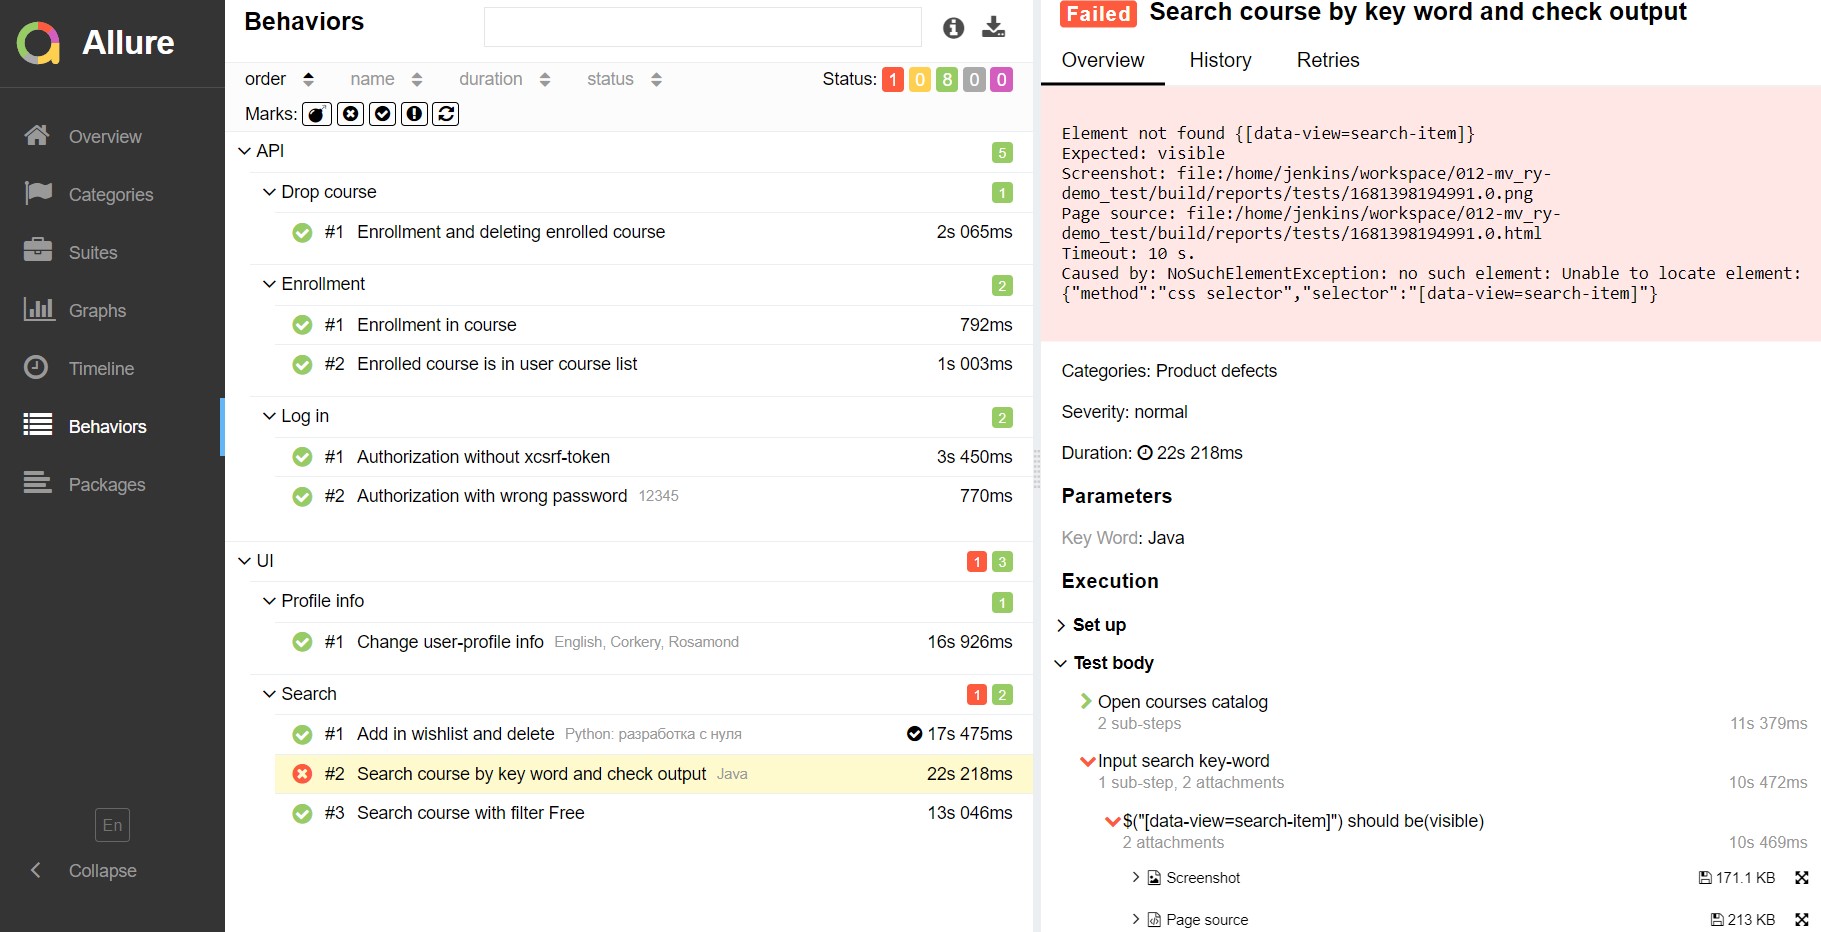 Allure
Overview
Categories
Suites
Graphs
Timeline
Behaviors
Packages
En
Collapse
Behaviors
order name duration status Status: 1 0 8 0 0
Marks:
API 5
Drop course 1
#1 Enrollment and deleting enrolled course 2s 065ms
Enrollment 2
#1 Enrollment in course 792ms
#2 Enrolled course is in user course list 1s 003ms
Log in 2
#1 Authorization without xcsrf-token 3s 450ms
#2 Authorization with wrong password 12345 770ms
UI 1 3
Profile info 1
#1 Change user-profile info English, Corkery, Rosamond 16s 926ms
Search 1 2
#1 Add in wishlist and delete Python: разработка с нуля 17s 475ms
#2 Search course by key word and check output Java 22s 218ms
#3 Search course with filter Free 13s 046ms
Failed Search course by key word and check output
Overview History Retries
Element not found {[data-view=search-item]}
Expected: visible
Screenshot: file:/home/jenkins/workspace/012-mv_ry-
demo_test/build/reports/tests/1681398194991.0.png
Page source: file:/home/jenkins/workspace/012-mv_ry-
demo_test/build/reports/tests/1681398194991.0.html
Timeout: 10 s.
Caused by: NoSuchElementException: no such element: Unable to locate element:
{"method":"css selector","selector":"[data-view=search-item]"}
Categories: Product defects
Severity: normal
Duration: 22s 218ms
Parameters
Key Word: Java
Execution
Set up
Test body
Open courses catalog
2 sub-steps 11s 379ms
Input search key-word
1 sub-step, 2 attachments 10s 472ms
$("[data-view=search-item]") should be(visible)
2 attachments 10s 469ms
Screenshot 171.1 KB
Page source 213 KB